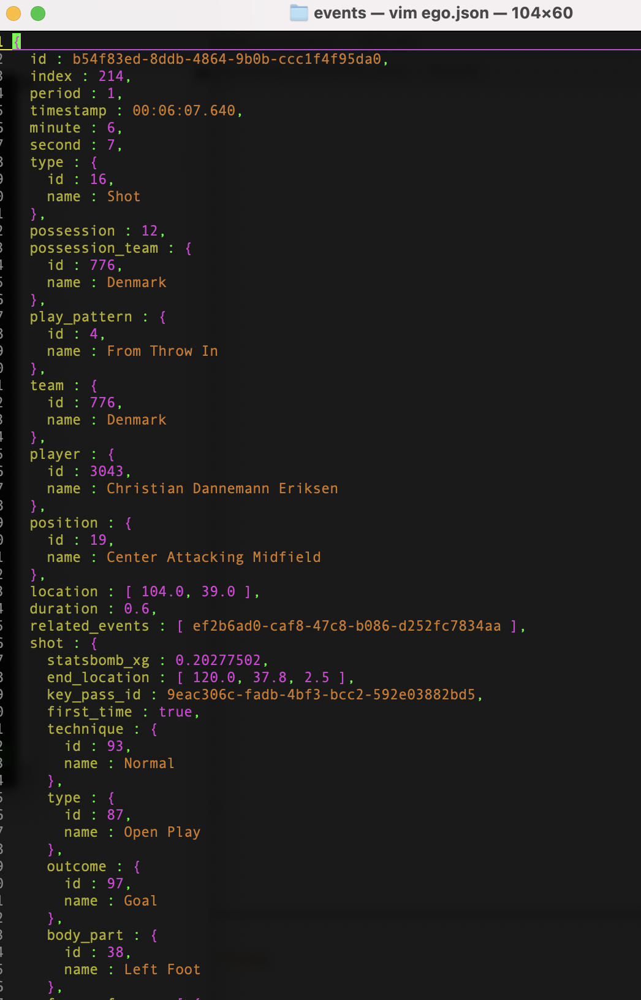 events — vim ego.json — 104×60
{
id : b54f83ed-8ddb-4864-9b0b-ccc1f4f95da0,
index : 214,
period : 1,
timestamp : 00:06:07.640,
minute : 6,
second : 7,
type : {
id : 16,
name : Shot
},
possession : 12,
possession_team : {
id : 776,
name : Denmark
},
play_pattern : {
id : 4,
name : From Throw In
},
team : {
id : 776,
name : Denmark
},
player : {
id : 3043,
name : Christian Dannemann Eriksen
},
position : {
id : 19,
name : Center Attacking Midfield
},
location : [ 104.0, 39.0 ],
duration : 0.6,
related_events : [ ef2b6ad0-caf8-47c8-b086-d252fc7834aa ],
shot : {
statsbomb_xg : 0.20277502,
end_location : [ 120.0, 37.8, 2.5 ],
key_pass_id : 9eac306c-fadb-4bf3-bcc2-592e03882bd5,
first_time : true,
technique : {
id : 93,
name : Normal
},
type : {
id : 87,
name : Open Play
},
outcome : {
id : 97,
name : Goal
},
body_part : {
id : 38,
name : Left Foot
},